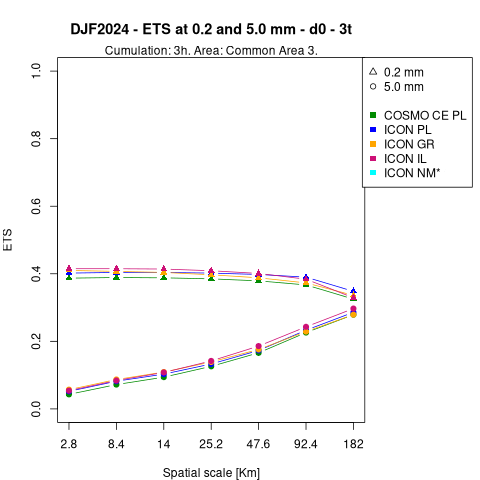 DJF2024 - ETS at 0.2 and 5.0 mm - d0 - 3t
Cumulation: 3h. Area: Common Area 3.
0.2 mm
5.0 mm
COSMO CE PL
ICON PL
ICON GR
ICON IL
ICON NM*
ETS
1.0
0.8
0.6
0.4
0.2
0.0
2.8 8.4 14 25.2 47.6 92.4 182
Spatial scale [Km]